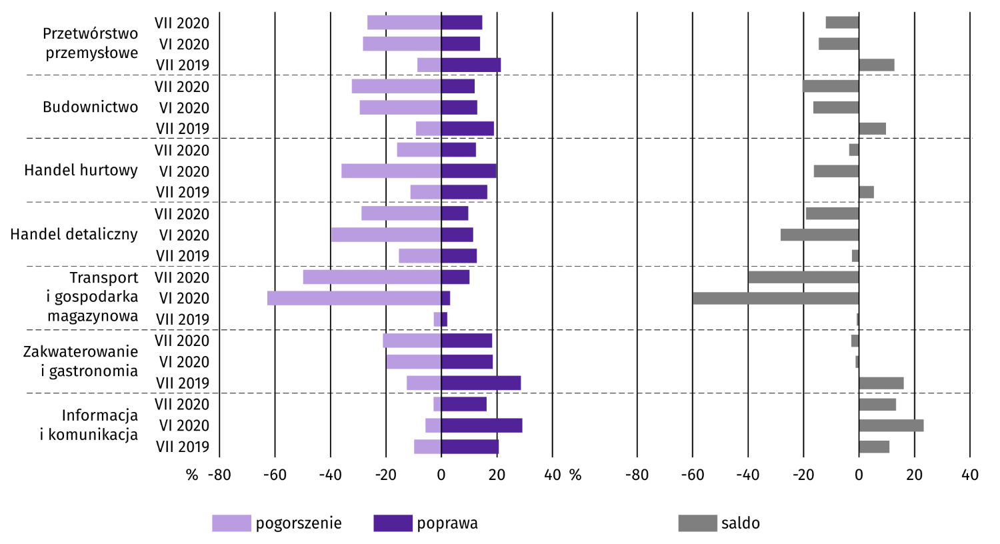 Przetwórstwo
przemysłowe
VII 2020
VI 2020
VII 2019
Budownictwo
VII 2020
VI 2020
VII 2019
Handel hurtowy
VII 2020
VI 2020
VII 2019
Handel detaliczny
VII 2020
VI 2020
VII 2019
Transport
i gospodarka
magazynowa
VII 2020
VI 2020
VII 2019
Zakwaterowanie
i gastronomia
VII 2020
VI 2020
VII 2019
Informacja
i komunikacja
VII 2020
VI 2020
VII 2019
% -80 -60 -40 -20 0 20 40 % -80 -60 -40 -20 0 20 40
pogorszenie poprawa saldo